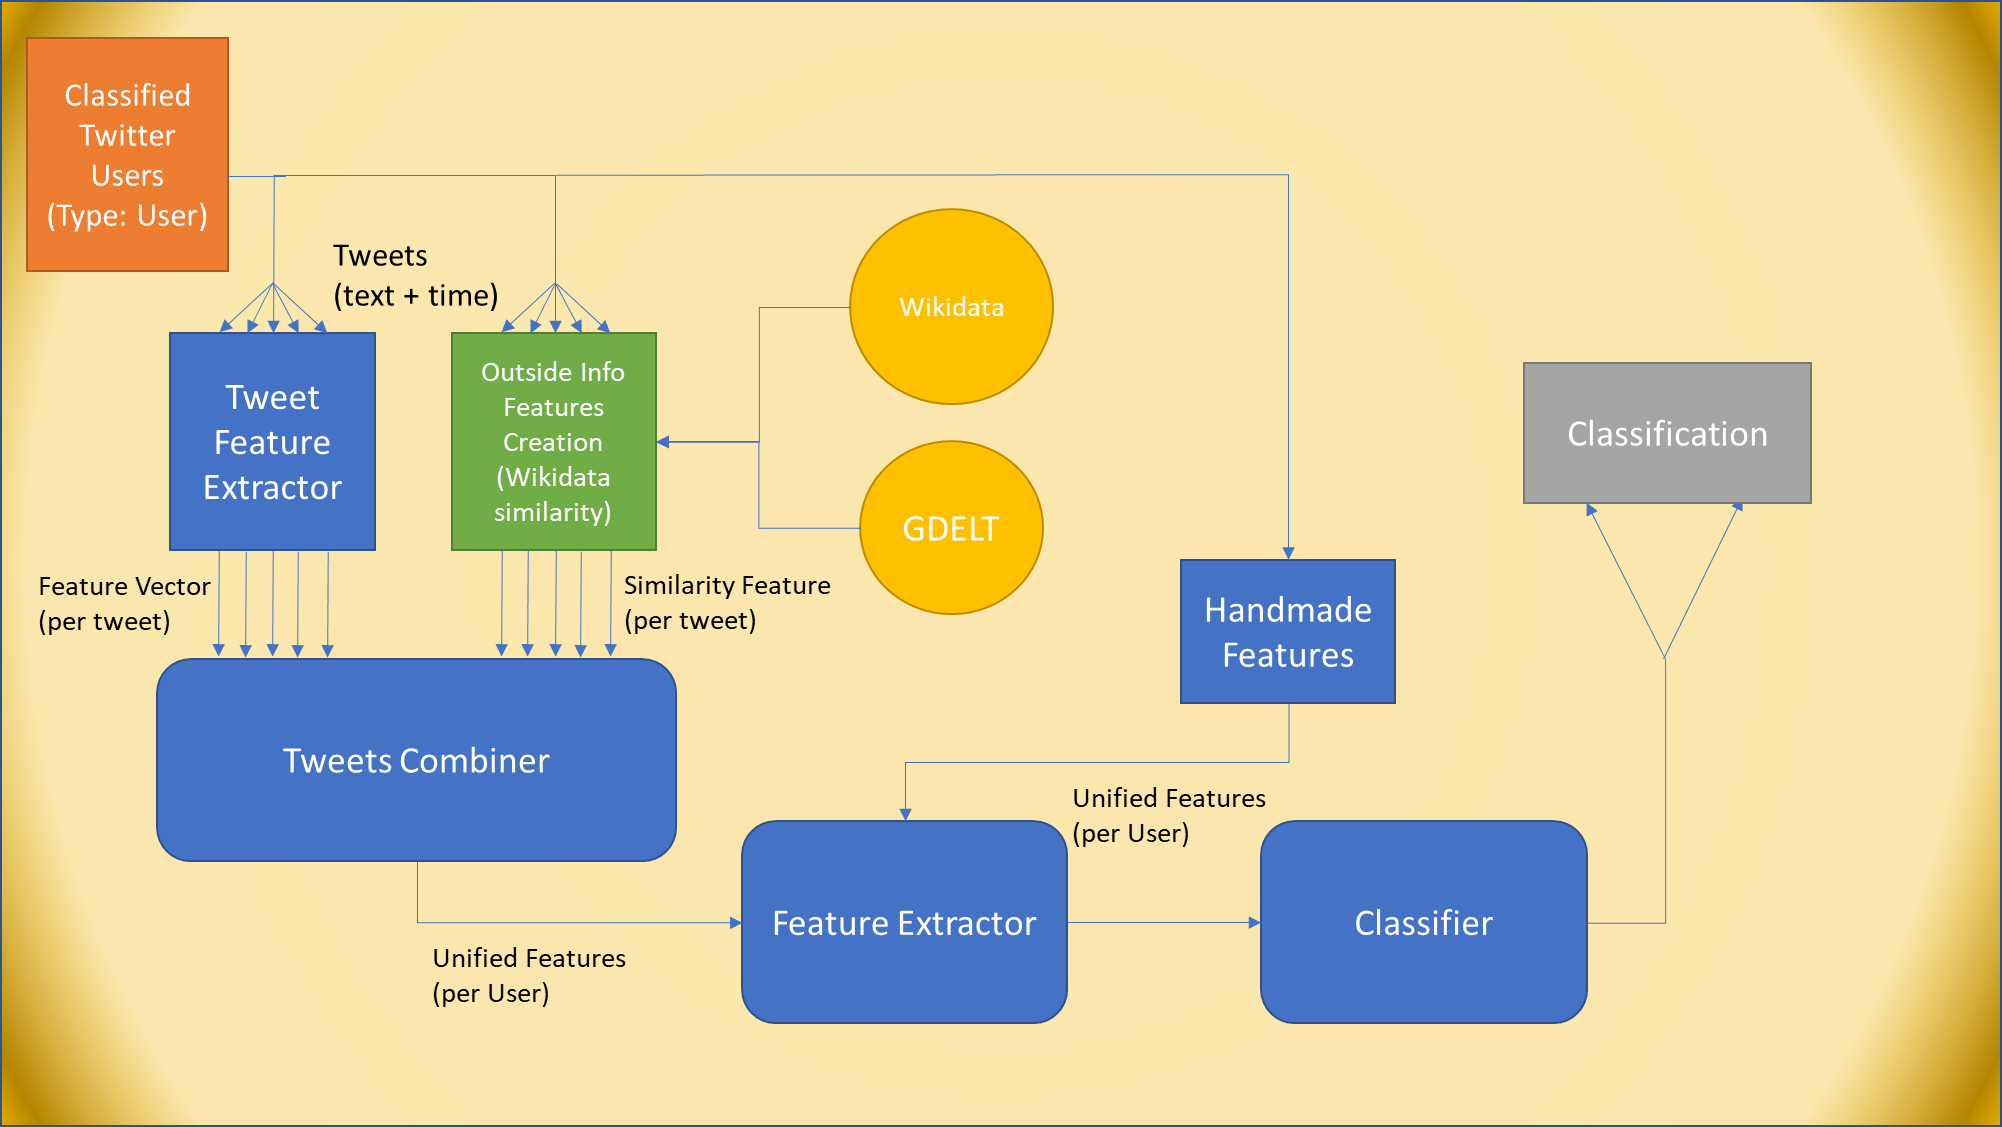 Classified
Twitter
Users
(Type: User)
Tweets
(text + time)
Wikidata
Tweet
Feature
Extractor
Outside Info
Features
Creation
(Wikidata
similarity)
GDELT
Classification
Feature Vector
(per tweet)
Similarity Feature
(per tweet)
Handmade
Features
Tweets Combiner
Unified Features
(per User)
Feature Extractor
Classifier
Unified Features
(per User)